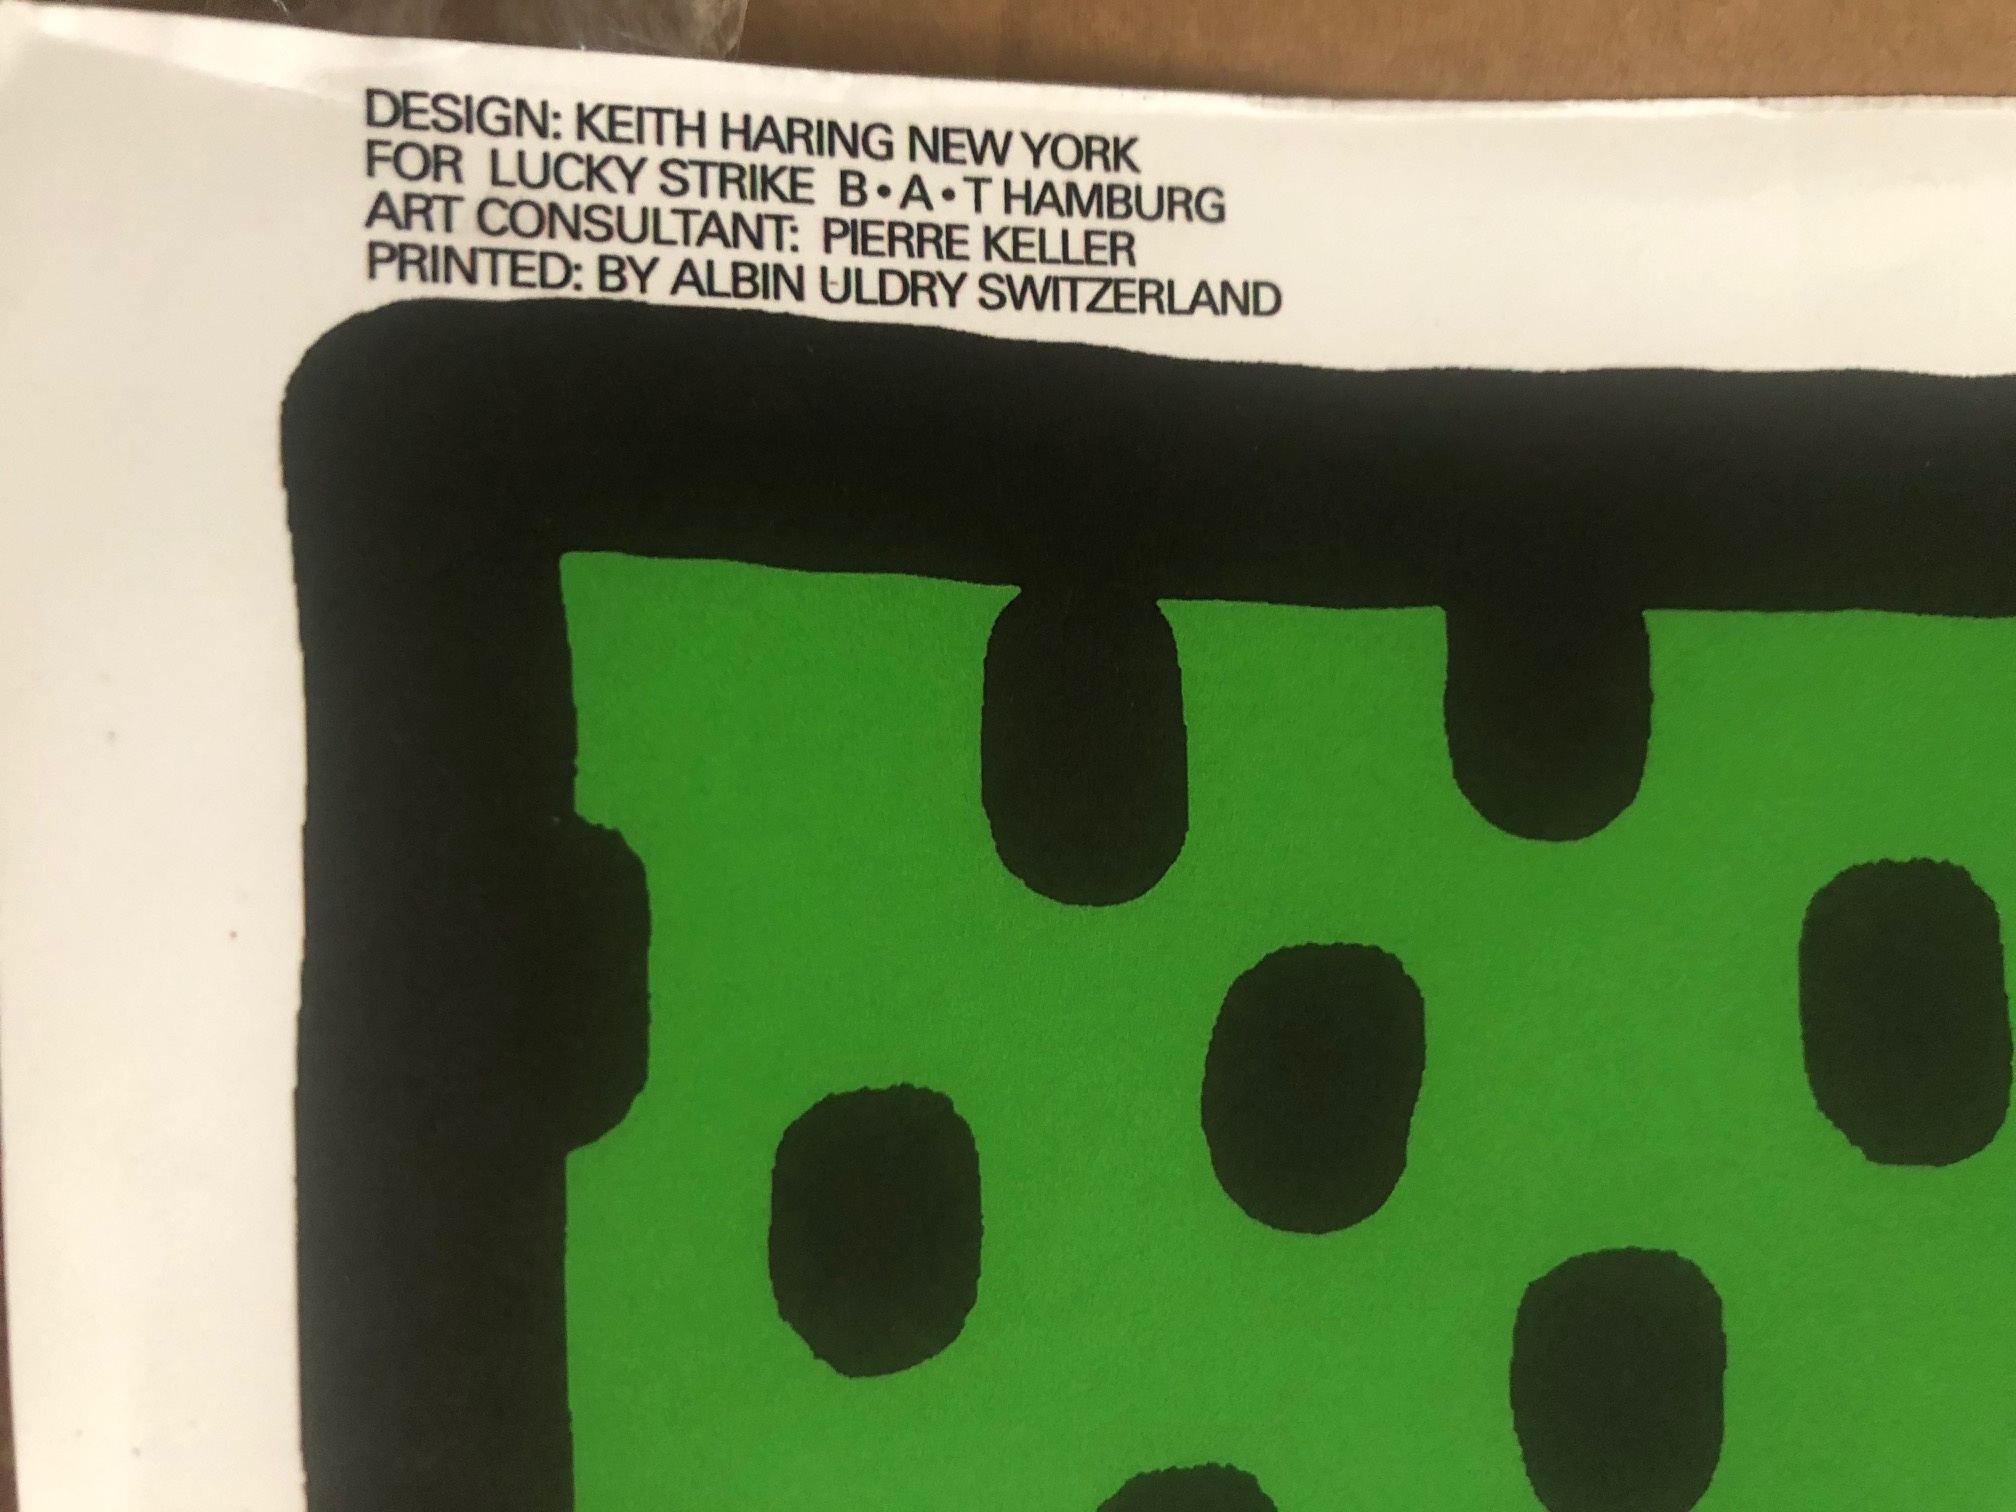 DESIGN: KEITH HARING NEW YORK
FOR LUCKY STRIKE B•A•T HAMBURG
ART CONSULTANT: PIERRE KELLER
PRINTED: BY ALBIN ULDRY SWITZERLAND